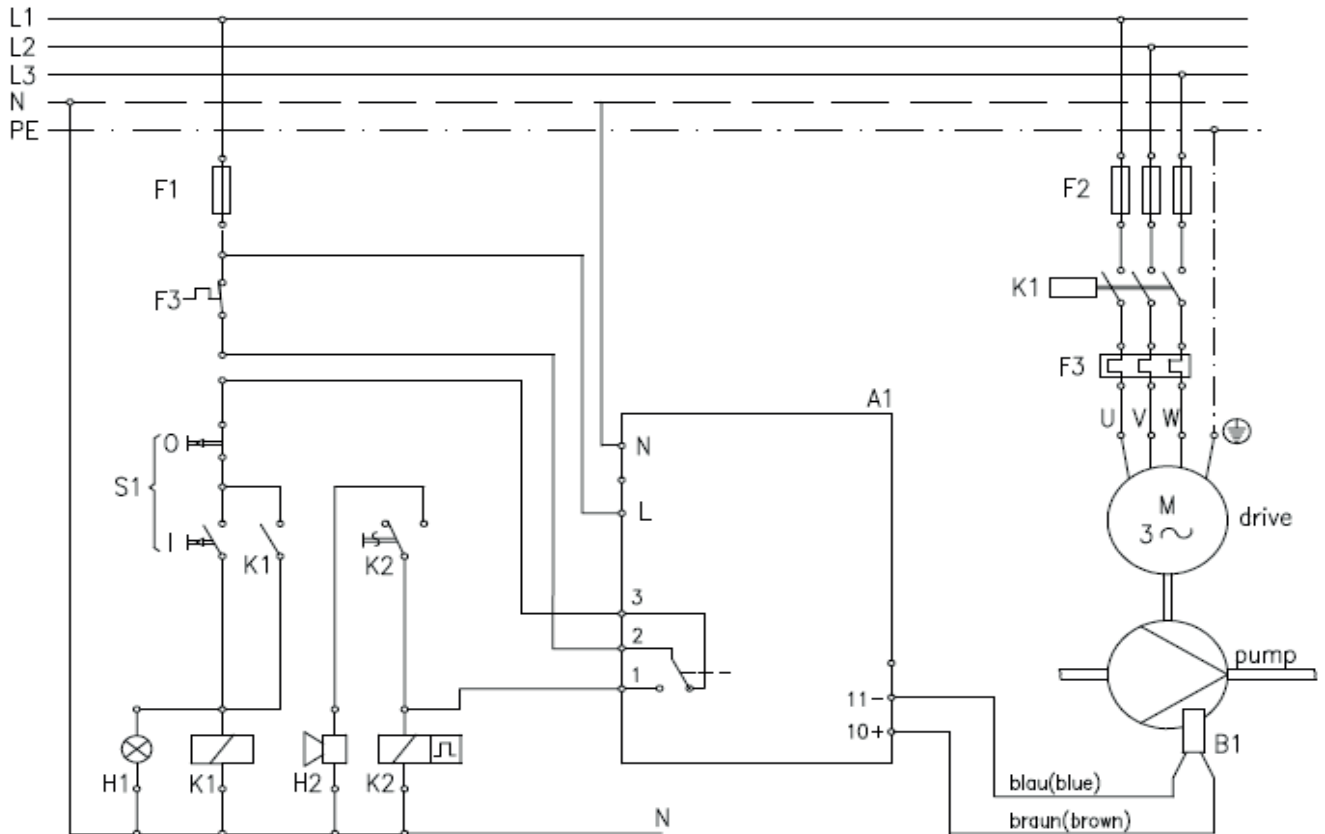 L1
L2
L3
N
PE
F1
F2
F3
K1
F3
A1
U V W
O
S1
I
N
L
M
3 ~
drive
K1
K2
3
2
1
pump
11-
10+
B1
H1
K1
H2
K2
blau(blue)
N
braun(brown)